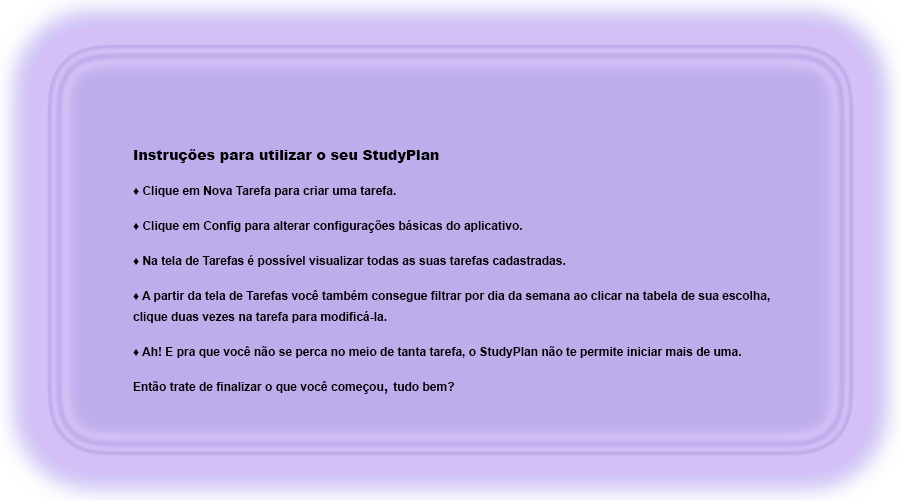 Instruções para utilizar o seu StudyPlan
♦ Clique em Nova Tarefa para criar uma tarefa.
♦ Clique em Config para alterar configurações básicas do aplicativo.
♦ Na tela de Tarefas é possível visualizar todas as suas tarefas cadastradas.
♦ A partir da tela de Tarefas você também consegue filtrar por dia da semana ao clicar na tabela de sua escolha,
clique duas vezes na tarefa para modificá-la.
♦ Ah! E pra que você não se perca no meio de tanta tarefa, o StudyPlan não te permite iniciar mais de uma.
Então trate de finalizar o que você começou, tudo bem?